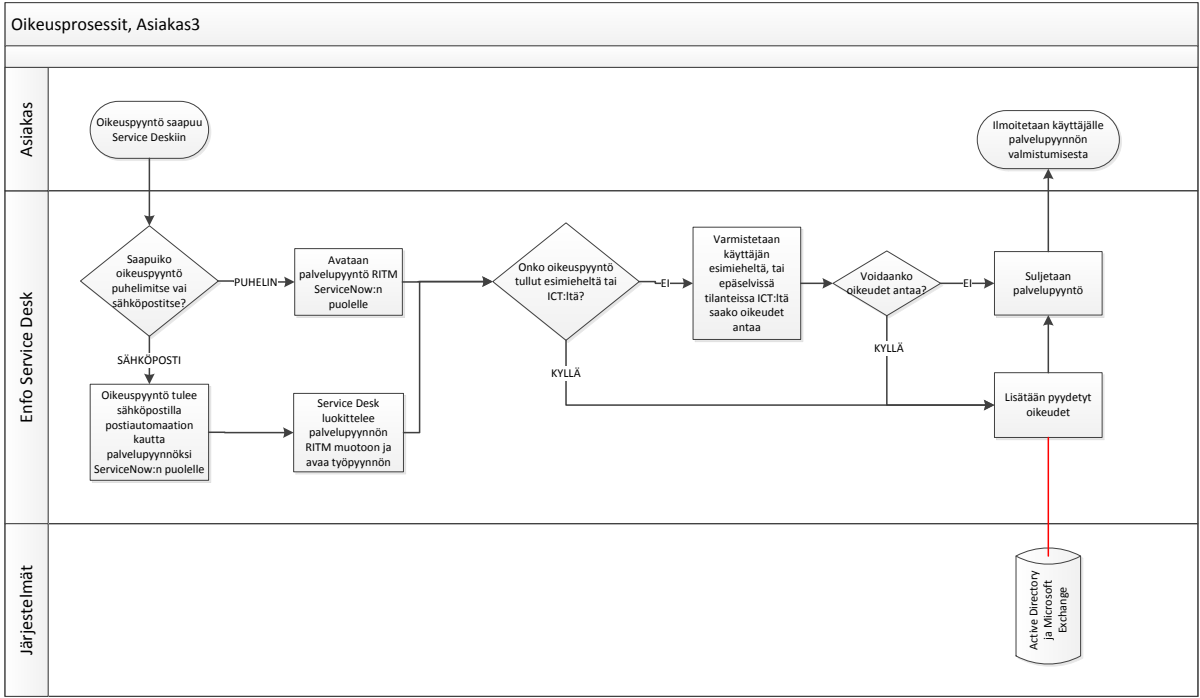 Oikeusprosessit, Asiakas3
Asiakas
Oikeuspyyntö saapuu
Service Deskiin
Ilmoitetaan käyttäjälle
palvelupyynnön
valmistumisesta
Enfo Service Desk
Saapuiko
oikeuspyyntö
puhelimitse vai
sähköpostitse?
PUHELIN
Avataan
palvelupyyntö RITM
ServiceNow:n
puolelle
Onko oikeuspyyntö
tullut esimieheltä tai
ICT:ltä?
EI
Varmistetaan
käyttäjän
esimieheltä, tai
epäselvissä
tilanteissa ICT:ltä
saako oikeudet
antaa
Voidaanko
oikeudet antaa?
EI
Suljetaan
palvelupyyntö
SÄHKÖPOSTI
KYLLÄ
KYLLÄ
Oikeuspyyntö tulee
sähköpostilla
postiautomaation
kautta
palvelupyynnöksi
ServiceNow:n puolelle
Service Desk
luokittelee
palvelupyynnön
RITM muotoon ja
avaa työpyynnön
Lisätään pyydetyt
oikeudet
Järjestelmät
Active Directory
ja Microsoft
Exchange